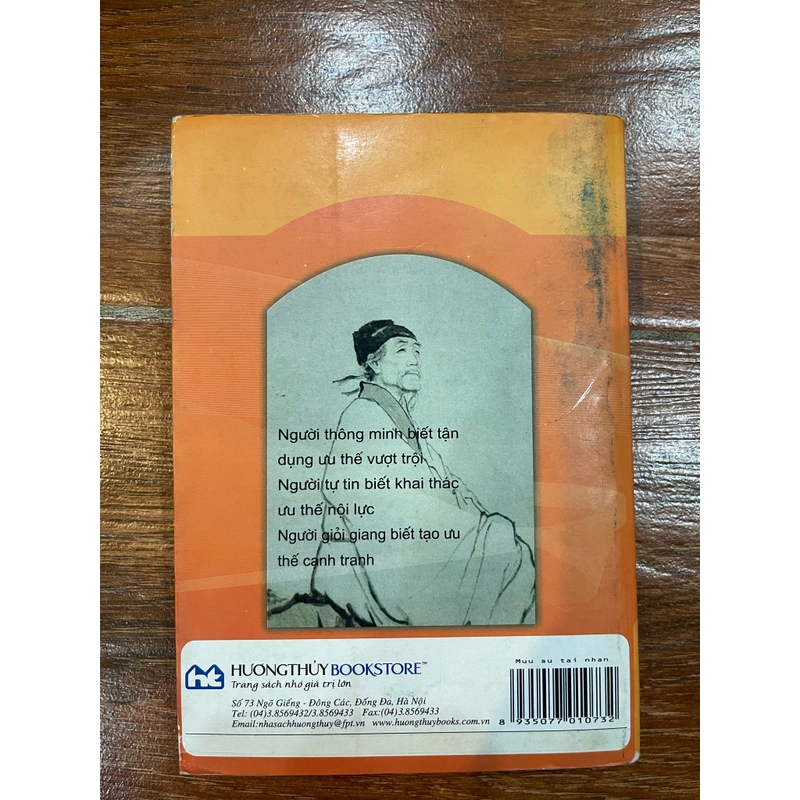 Người thông minh biết tận
dụng ưu thế vượt trội
Người tự tin biết khai thác
ưu thế nội lực
Người giỏi giang biết tạo ưu
thế cạnh tranh
ht HƯƠNGTHỦY BOOKSTORE™
Trang sách nhỏ giá trị lớn
Số 73 Ngõ Giếng - Đông Các, Đống Đa, Hà Nội
Tel: (04)3.8569432/3.8569433 Fax:(04)3.8569433
Email:nhasachhuongthuy@fpt.vn - www.huongthuybooks.com.vn
Muu su tai nhan
8 935077 010732